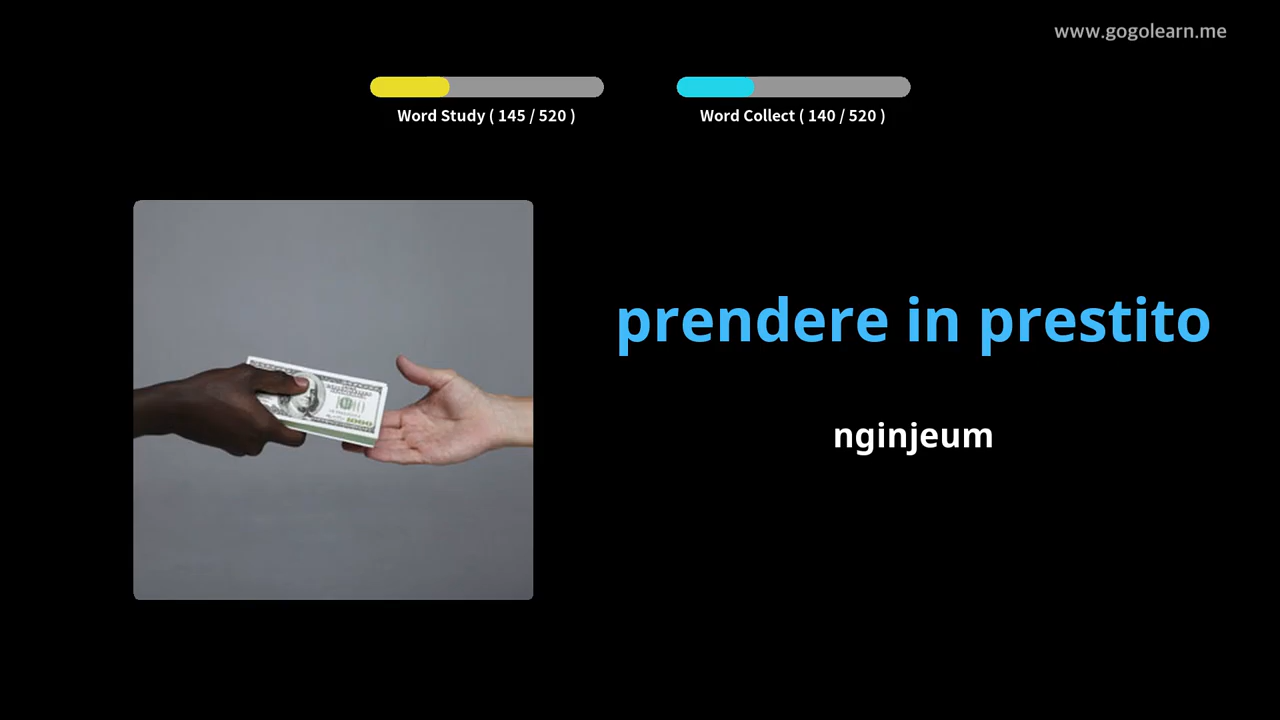 www.gogolearn.me
Word Study ( 145 / 520 )
Word Collect ( 140 / 520 )
prendere in prestito
nginjeum